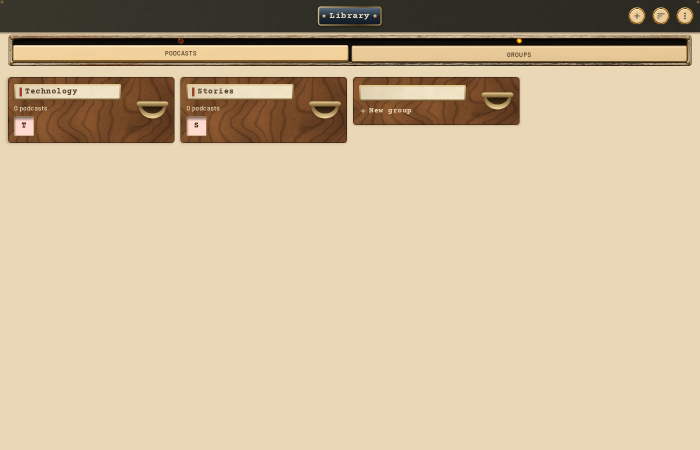 Library
PODCASTS
GROUPS
Technology
0 podcasts
T
Stories
0 podcasts
S
+ New group